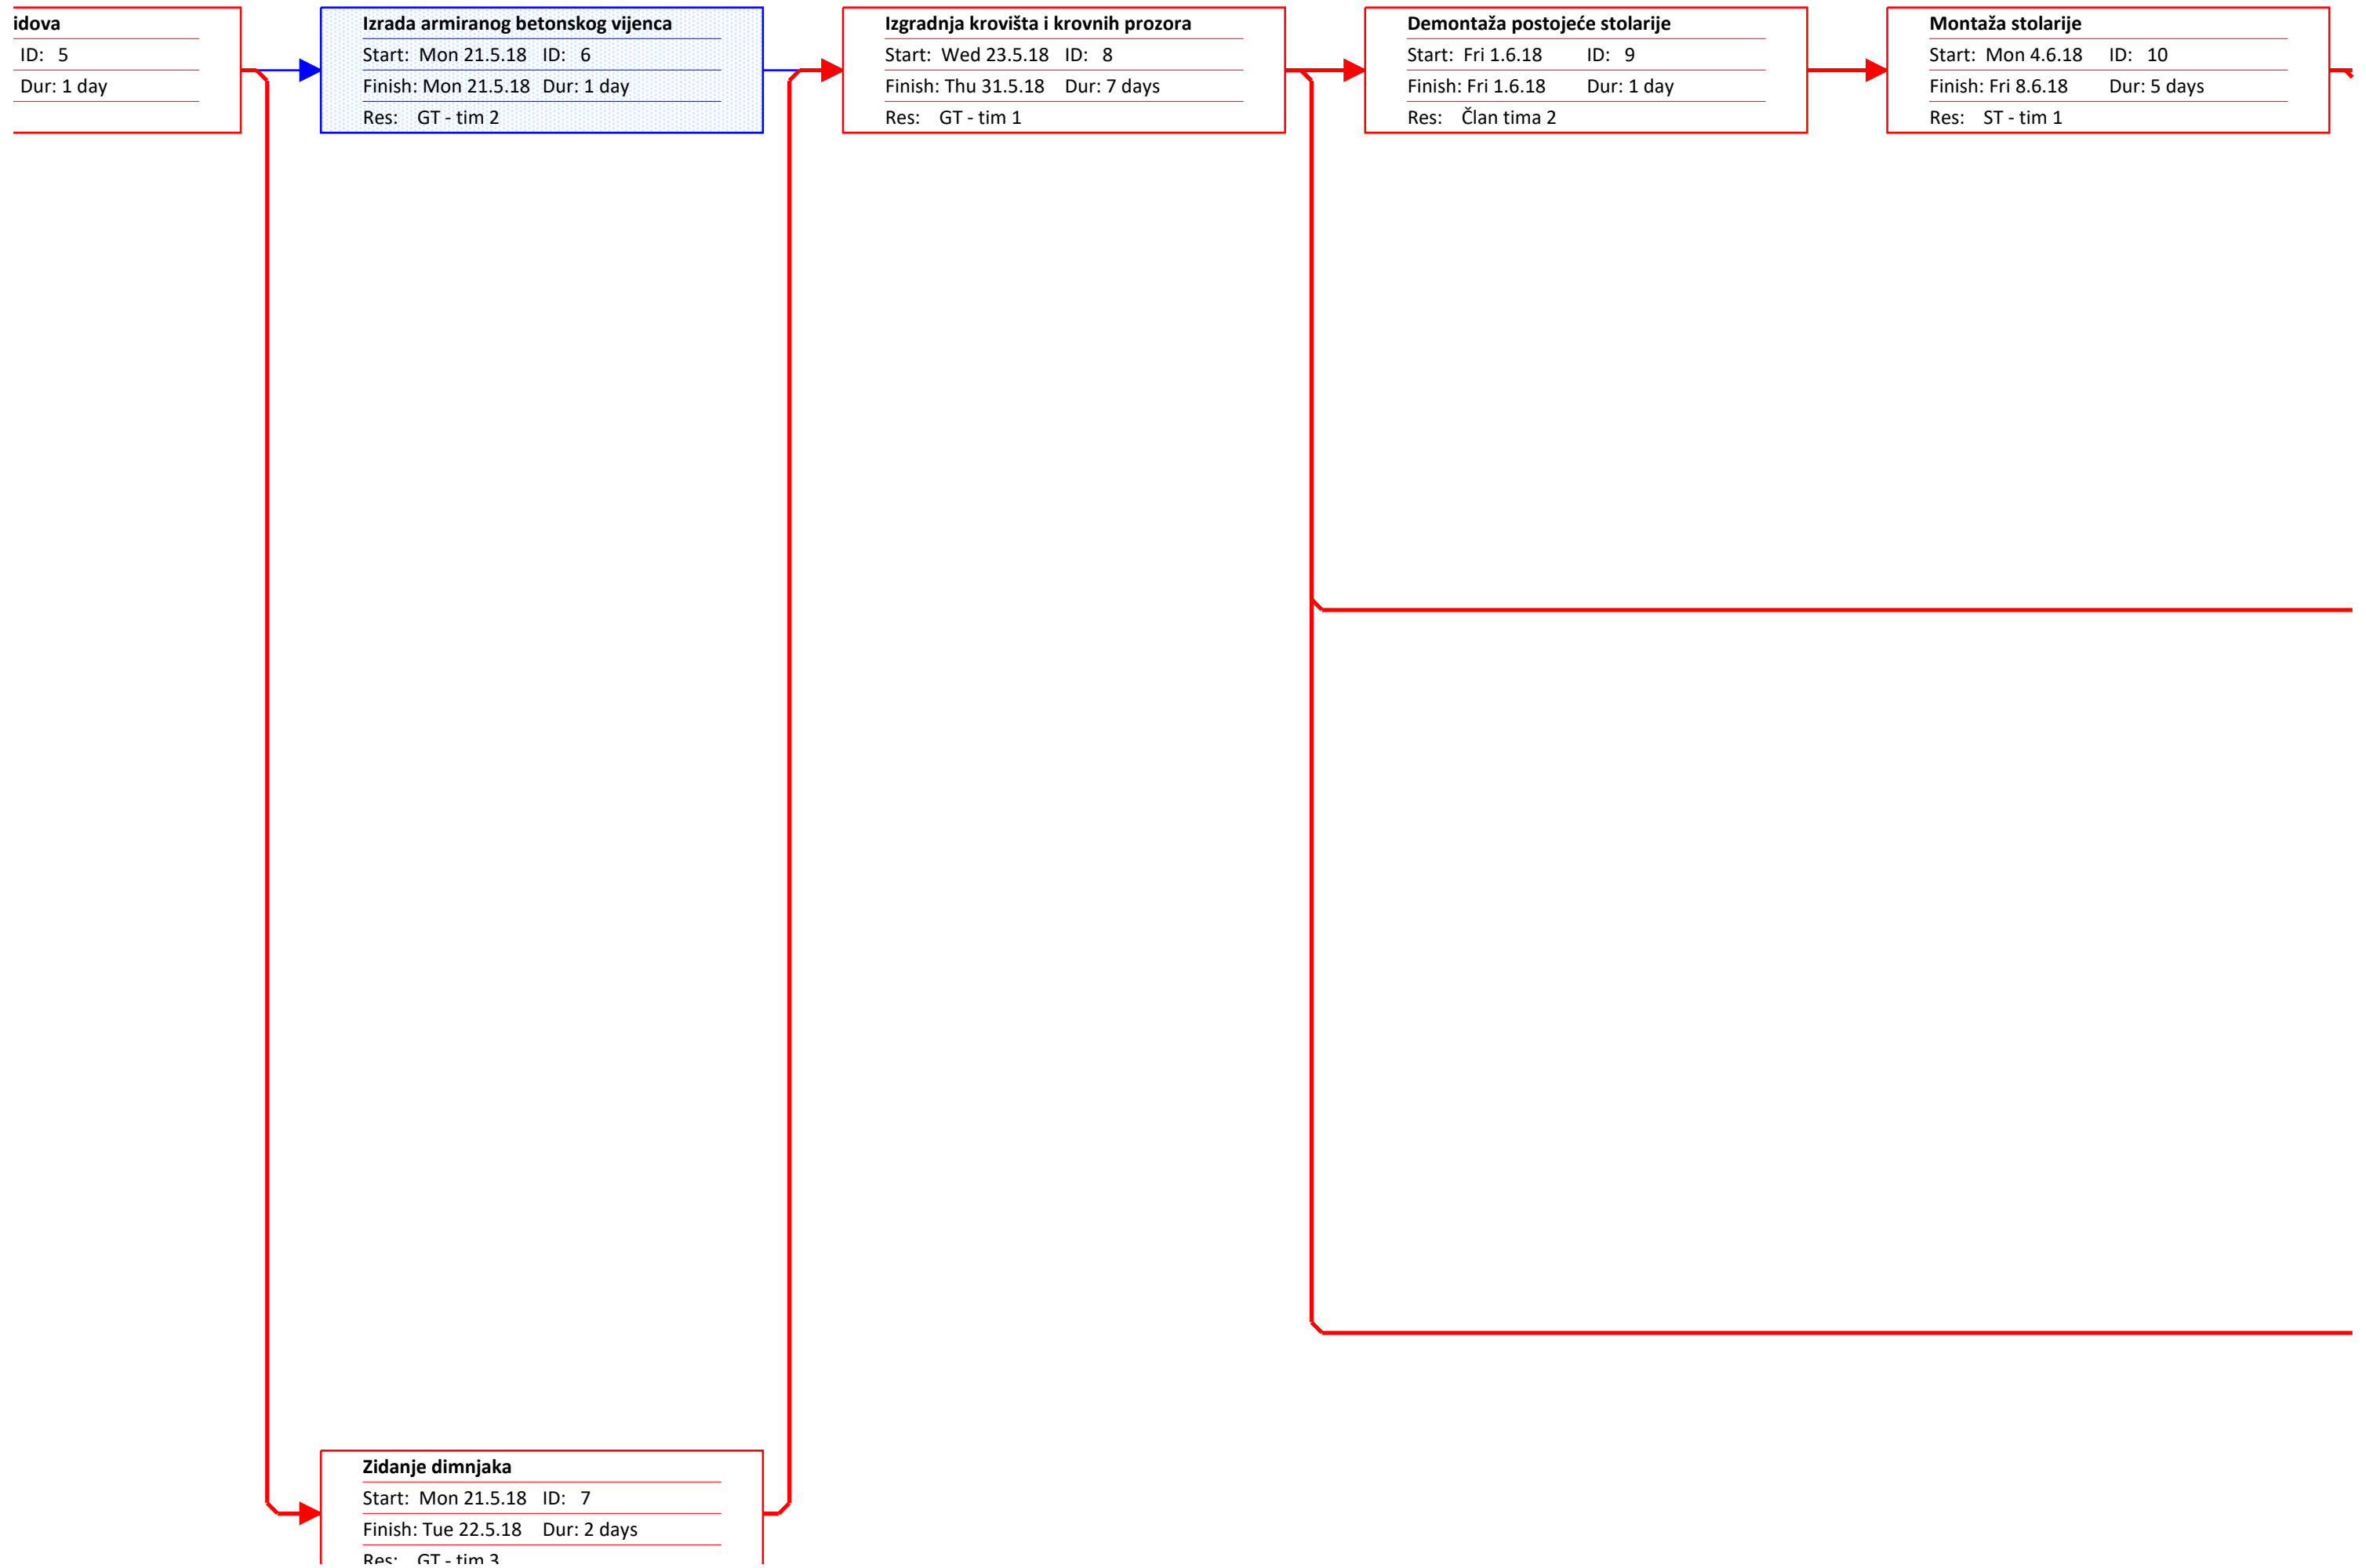 idova
ID: 5
Dur: 1 day
Izrada armiranog betonskog vijenca
Start: Mon 21.5.18 ID: 6
Finish: Mon 21.5.18 Dur: 1 day
Res: GT - tim 2
Izgradnja krovišta i krovnih prozora
Start: Wed 23.5.18 ID: 8
Finish: Thu 31.5.18 Dur: 7 days
Res: GT - tim 1
Demontaža postojeće stolarije
Start: Fri 1.6.18 ID: 9
Finish: Fri 1.6.18 Dur: 1 day
Res: Član tima 2
Montaža stolarije
Start: Mon 4.6.18 ID: 10
Finish: Fri 8.6.18 Dur: 5 days
Res: ST - tim 1
Zidanje dimnjaka
Start: Mon 21.5.18 ID: 7
Finish: Tue 22.5.18 Dur: 2 days
Res: GT - tim 3